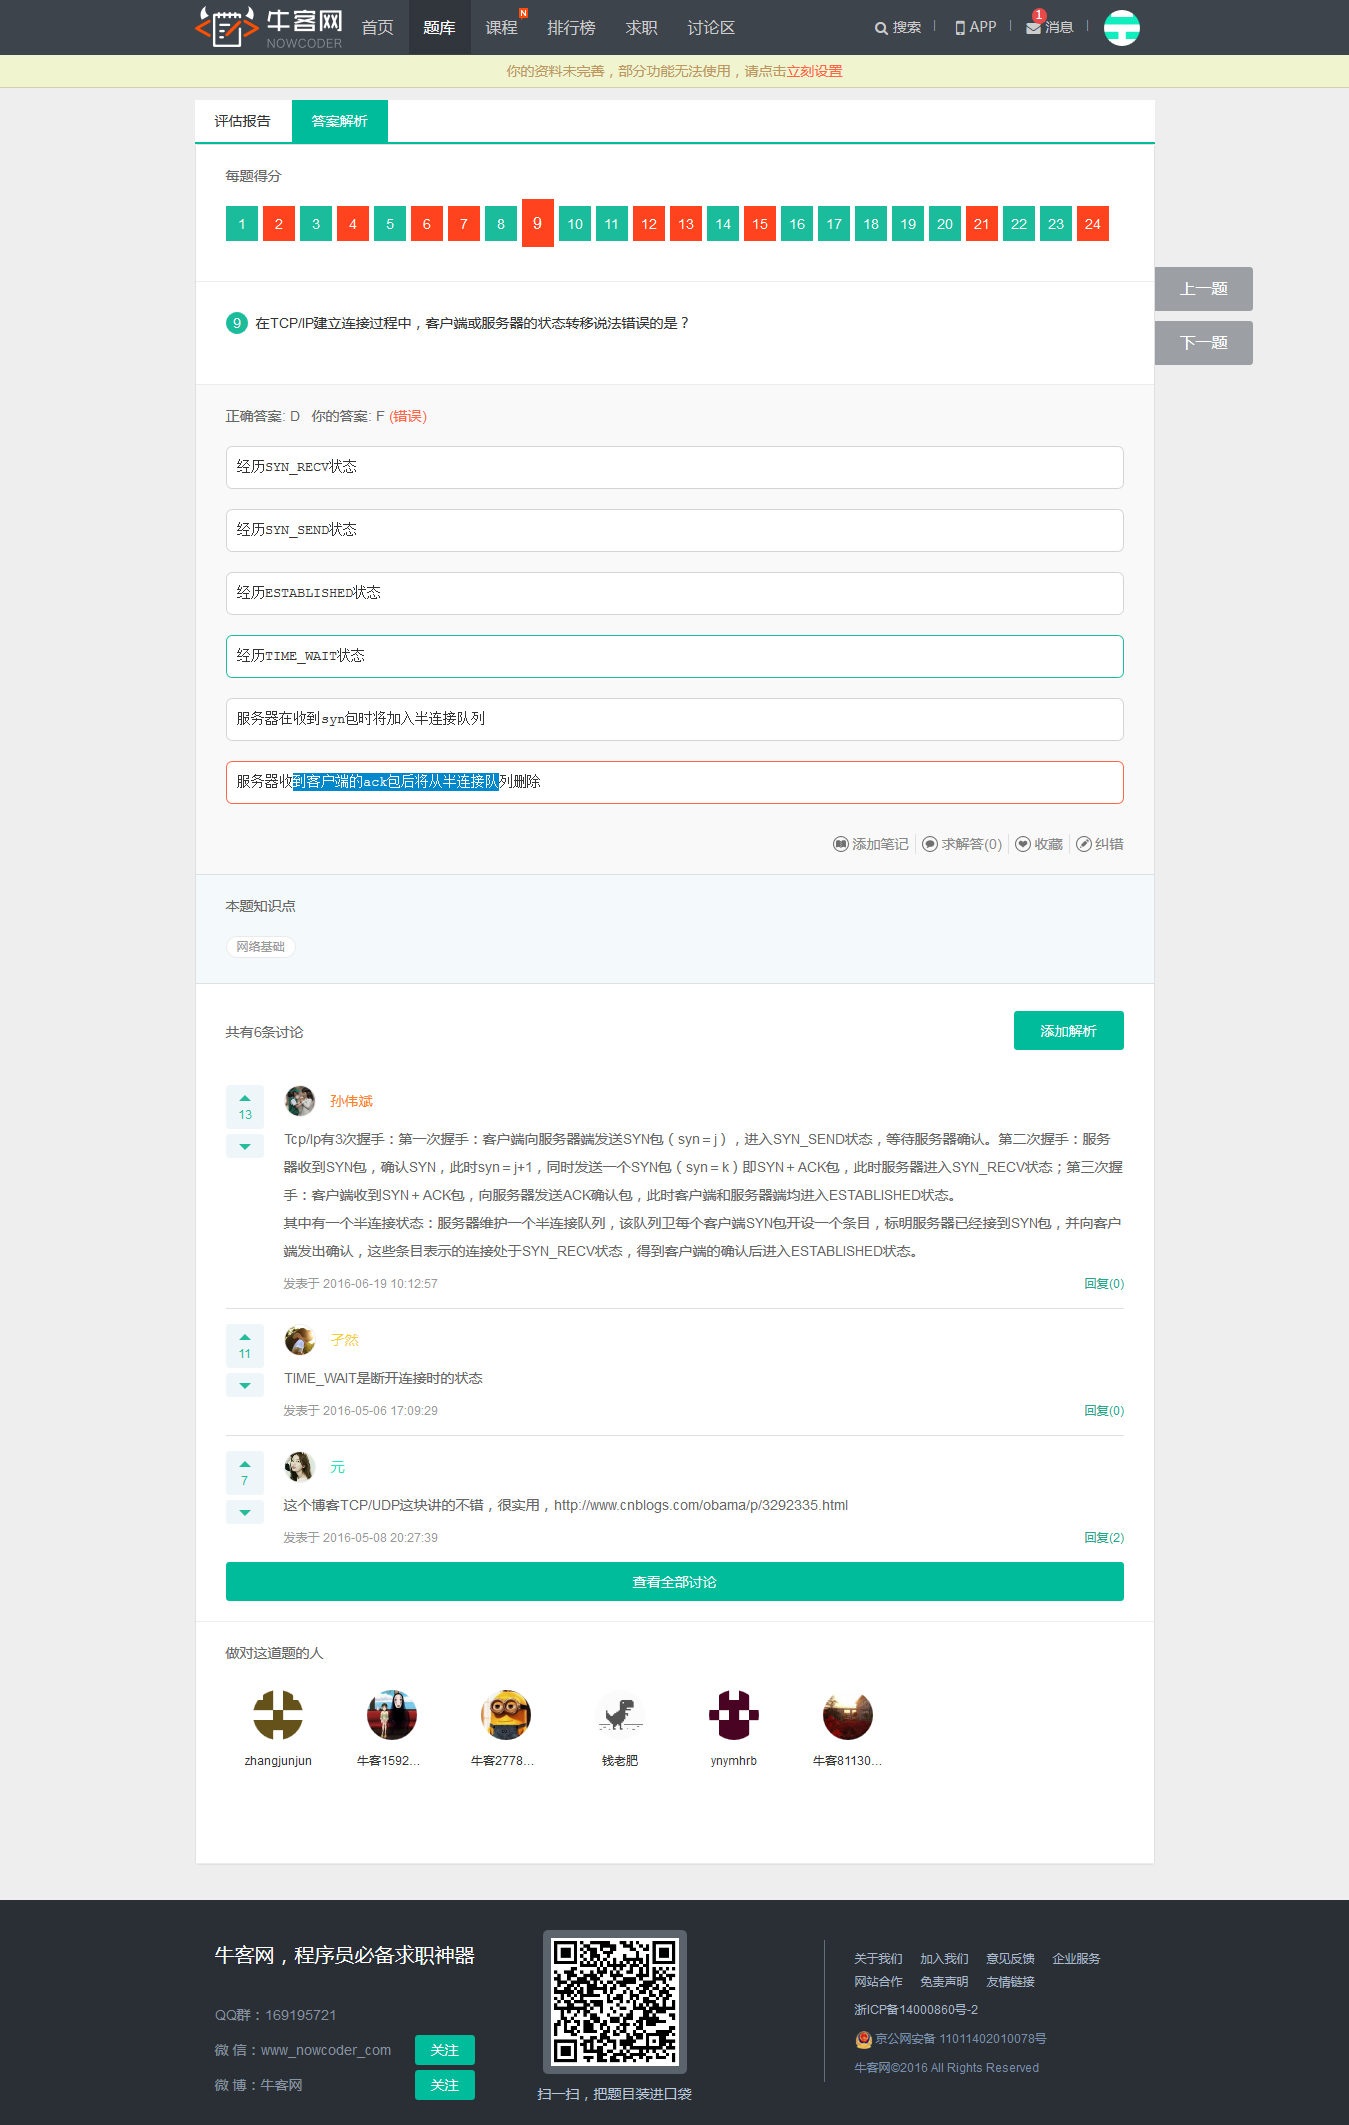 牛客网 NOWCODER 首页 题库 课程 N 排行榜 求职 讨论区 搜索 APP 1 消息
你的资料未完善，部分功能无法使用，请点击立刻设置
评估报告 答案解析
每题得分
1 2 3 4 5 6 7 8 9 10 11 12 13 14 15 16 17 18 19 20 21 22 23 24
上一题
下一题
9 在TCP/IP建立连接过程中，客户端或服务器的状态转移说法错误的是？
正确答案: D 你的答案: F (错误)
经历SYN_RECV状态
经历SYN_SEND状态
经历ESTABLISHED状态
经历TIME_WAIT状态
服务器在收到syn包时将加入半连接队列
服务器收到客户端的ack包后将从半连接队列删除
添加笔记 求解答(0) 收藏 纠错
本题知识点
网络基础
共有6条讨论 添加解析
13 孙伟斌
Tcp/Ip有3次握手：第一次握手：客户端向服务器端发送SYN包（syn＝j），进入SYN_SEND状态，等待服务器确认。第二次握手：服务
器收到SYN包，确认SYN，此时syn＝j+1，同时发送一个SYN包（syn＝k）即SYN＋ACK包，此时服务器进入SYN_RECV状态；第三次握
手：客户端收到SYN＋ACK包，向服务器发送ACK确认包，此时客户端和服务器端均进入ESTABLISHED状态。
其中有一个半连接状态：服务器维护一个半连接队列，该队列卫每个客户端SYN包开设一个条目，标明服务器已经接到SYN包，并向客户
端发出确认，这些条目表示的连接处于SYN_RECV状态，得到客户端的确认后进入ESTABLISHED状态。
发表于 2016-06-19 10:12:57 回复(0)
11 孑然
TIME_WAIT是断开连接时的状态
发表于 2016-05-06 17:09:29 回复(0)
7 元
这个博客TCP/UDP这块讲的不错，很实用，http://www.cnblogs.com/obama/p/3292335.html
发表于 2016-05-08 20:27:39 回复(2)
查看全部讨论
做对这道题的人
zhangjunjun 牛客1592... 牛客2778... 钱老肥 ynymhrb 牛客81130...
牛客网，程序员必备求职神器
QQ群：169195721
微 信：www_nowcoder_com 关注
微 博：牛客网 关注
扫一扫，把题目装进口袋
关于我们 加入我们 意见反馈 企业服务
网站合作 免责声明 友情链接
浙ICP备14000860号-2
京公网安备 11011402010078号
牛客网©2016 All Rights Reserved